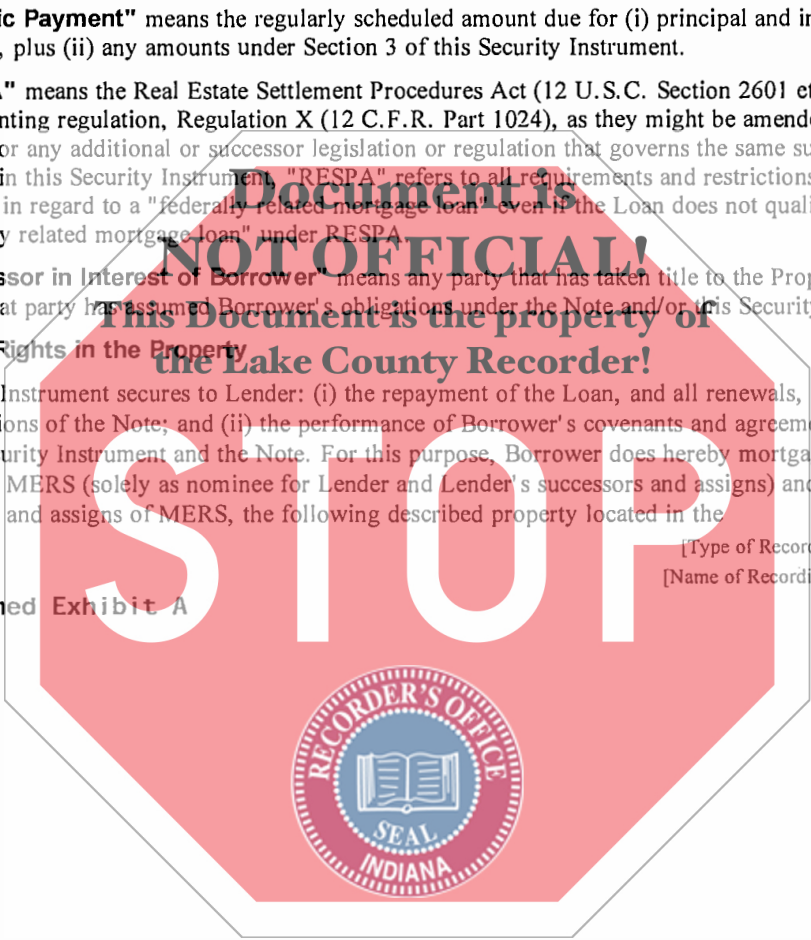 ic Payment" means the regularly scheduled amount due for (i) principal and in
, plus (ii) any amounts under Section 3 of this Security Instrument.
A" means the Real Estate Settlement Procedures Act (12 U.S.C. Section 2601 et
nting regulation, Regulation X (12 C.F.R. Part 1024), as they might be amende
or any additional or successor legislation or regulation that governs the same su
in this Security Instrument, "RESPA" refers to all requirements and restrictions
in regard to a "federally related mortgage loan" even if the Loan does not quali
y related mortgage loan" under RESPA.
ssor in Interest of Borrower" means any party that has taken title to the Prop
at party has assumed Borrower's obligations under the Note and/or this Security
Rights in the Property
Instrument secures to Lender: (i) the repayment of the Loan, and all renewals,
ions of the Note; and (ii) the performance of Borrower's covenants and agreeme
urity Instrument and the Note. For this purpose, Borrower does hereby mortga
MERS (solely as nominee for Lender and Lender's successors and assigns) and
and assigns of MERS, the following described property located in the
[Type of Record
[Name of Recordi
ned Exhibit A
Document is
NOT OFFICIAL!
This Document is the property of
the Lake County Recorder!
STOP
RECORDER'S OFFICE
SEAL
INDIANA